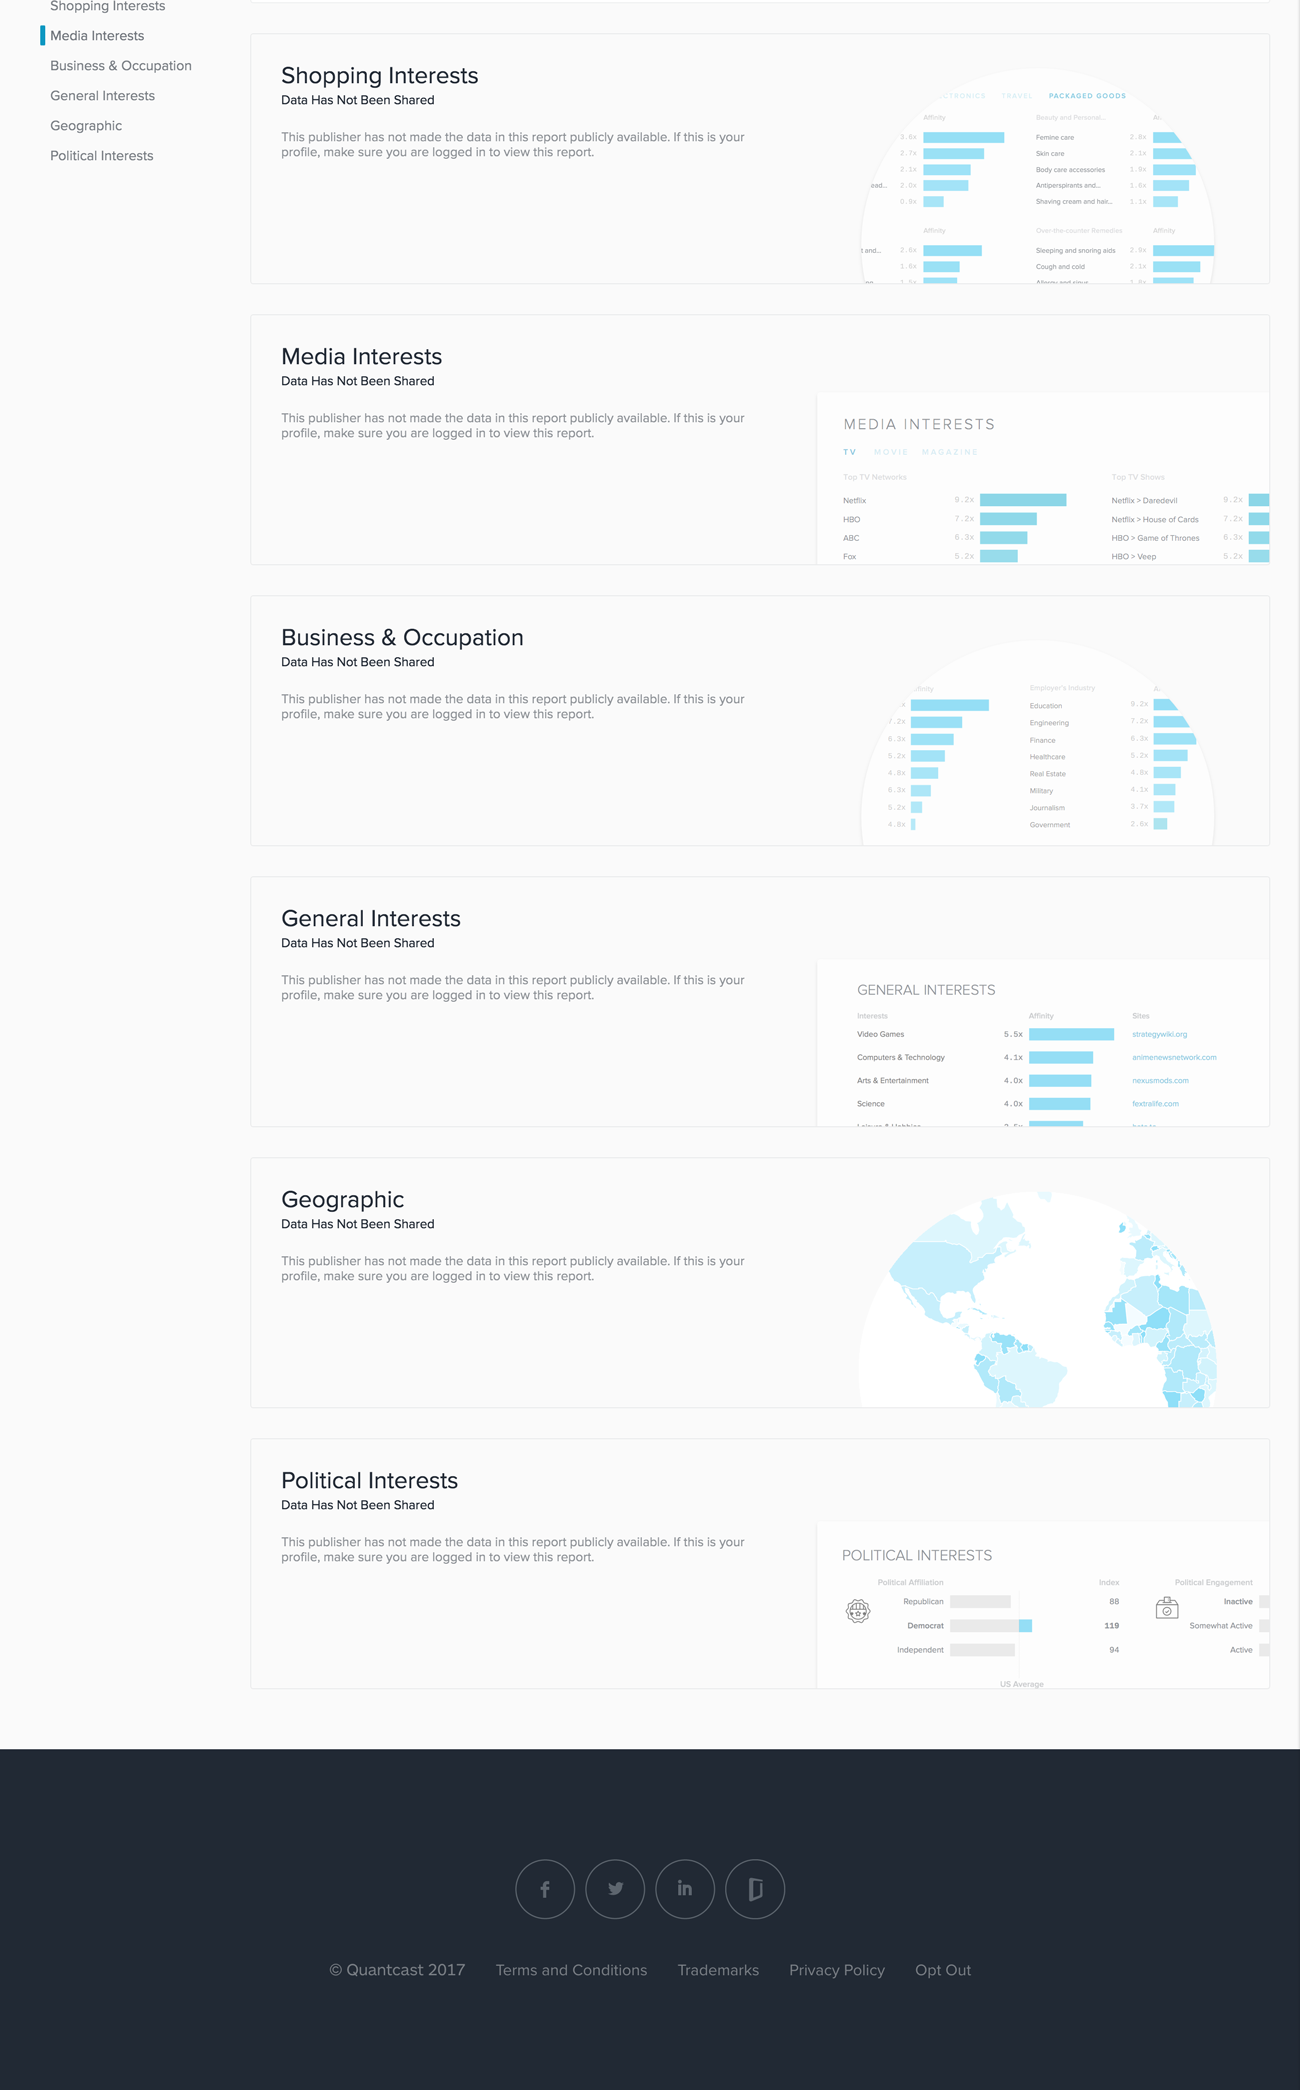 Shopping Interests
Media Interests
Business & Occupation
General Interests
Geographic
Political Interests
Shopping Interests
Data Has Not Been Shared
This publisher has not made the data in this report publicly available. If this is your
profile, make sure you are logged in to view this report.
CTRONICS TRAVEL PACKAGED GOODS
Affinity Beauty and Personal...
3.6x Femine care 2.8x
2.7x Skin care 2.1x
2.1x Body care accessories 1.9x
ead... 2.0x Antiperspirants and... 1.6x
0.9x Shaving cream and hair... 1.1x
Affinity Over-the-counter Remedies Affinity
t and... 2.6x Sleeping and snoring aids 2.9x
1.6x Cough and cold 2.1x
1.5x Allergy and sinus 1.8x
Media Interests
Data Has Not Been Shared
This publisher has not made the data in this report publicly available. If this is your
profile, make sure you are logged in to view this report.
MEDIA INTERESTS
TV MOVIE MAGAZINE
Top TV Networks Top TV Shows
Netflix 9.2x Netflix > Daredevil 9.2x
HBO 7.2x Netflix > House of Cards 7.2x
ABC 6.3x HBO > Game of Thrones 6.3x
Fox 5.2x HBO > Veep 5.2x
Business & Occupation
Data Has Not Been Shared
This publisher has not made the data in this report publicly available. If this is your
profile, make sure you are logged in to view this report.
ffinity Employer's Industry A
x Education 9.2x
7.2x Engineering 7.2x
6.3x Finance 6.3x
5.2x Healthcare 5.2x
4.8x Real Estate 4.8x
6.3x Military 4.1x
5.2x Journalism 3.7x
4.8x Government 2.6x
General Interests
Data Has Not Been Shared
This publisher has not made the data in this report publicly available. If this is your
profile, make sure you are logged in to view this report.
GENERAL INTERESTS
Interests Affinity Sites
Video Games 5.5x strategywiki.org
Computers & Technology 4.1x animenewsnetwork.com
Arts & Entertainment 4.0x nexusmods.com
Science 4.0x fextralife.com
Leisure & Hobbies 3.5x
Geographic
Data Has Not Been Shared
This publisher has not made the data in this report publicly available. If this is your
profile, make sure you are logged in to view this report.
Political Interests
Data Has Not Been Shared
This publisher has not made the data in this report publicly available. If this is your
profile, make sure you are logged in to view this report.
POLITICAL INTERESTS
Political Affiliation Index Political Engagement
Republican 88 Inactive
Democrat 119 Somewhat Active
Independent 94 Active
US Average
© Quantcast 2017 Terms and Conditions Trademarks Privacy Policy Opt Out